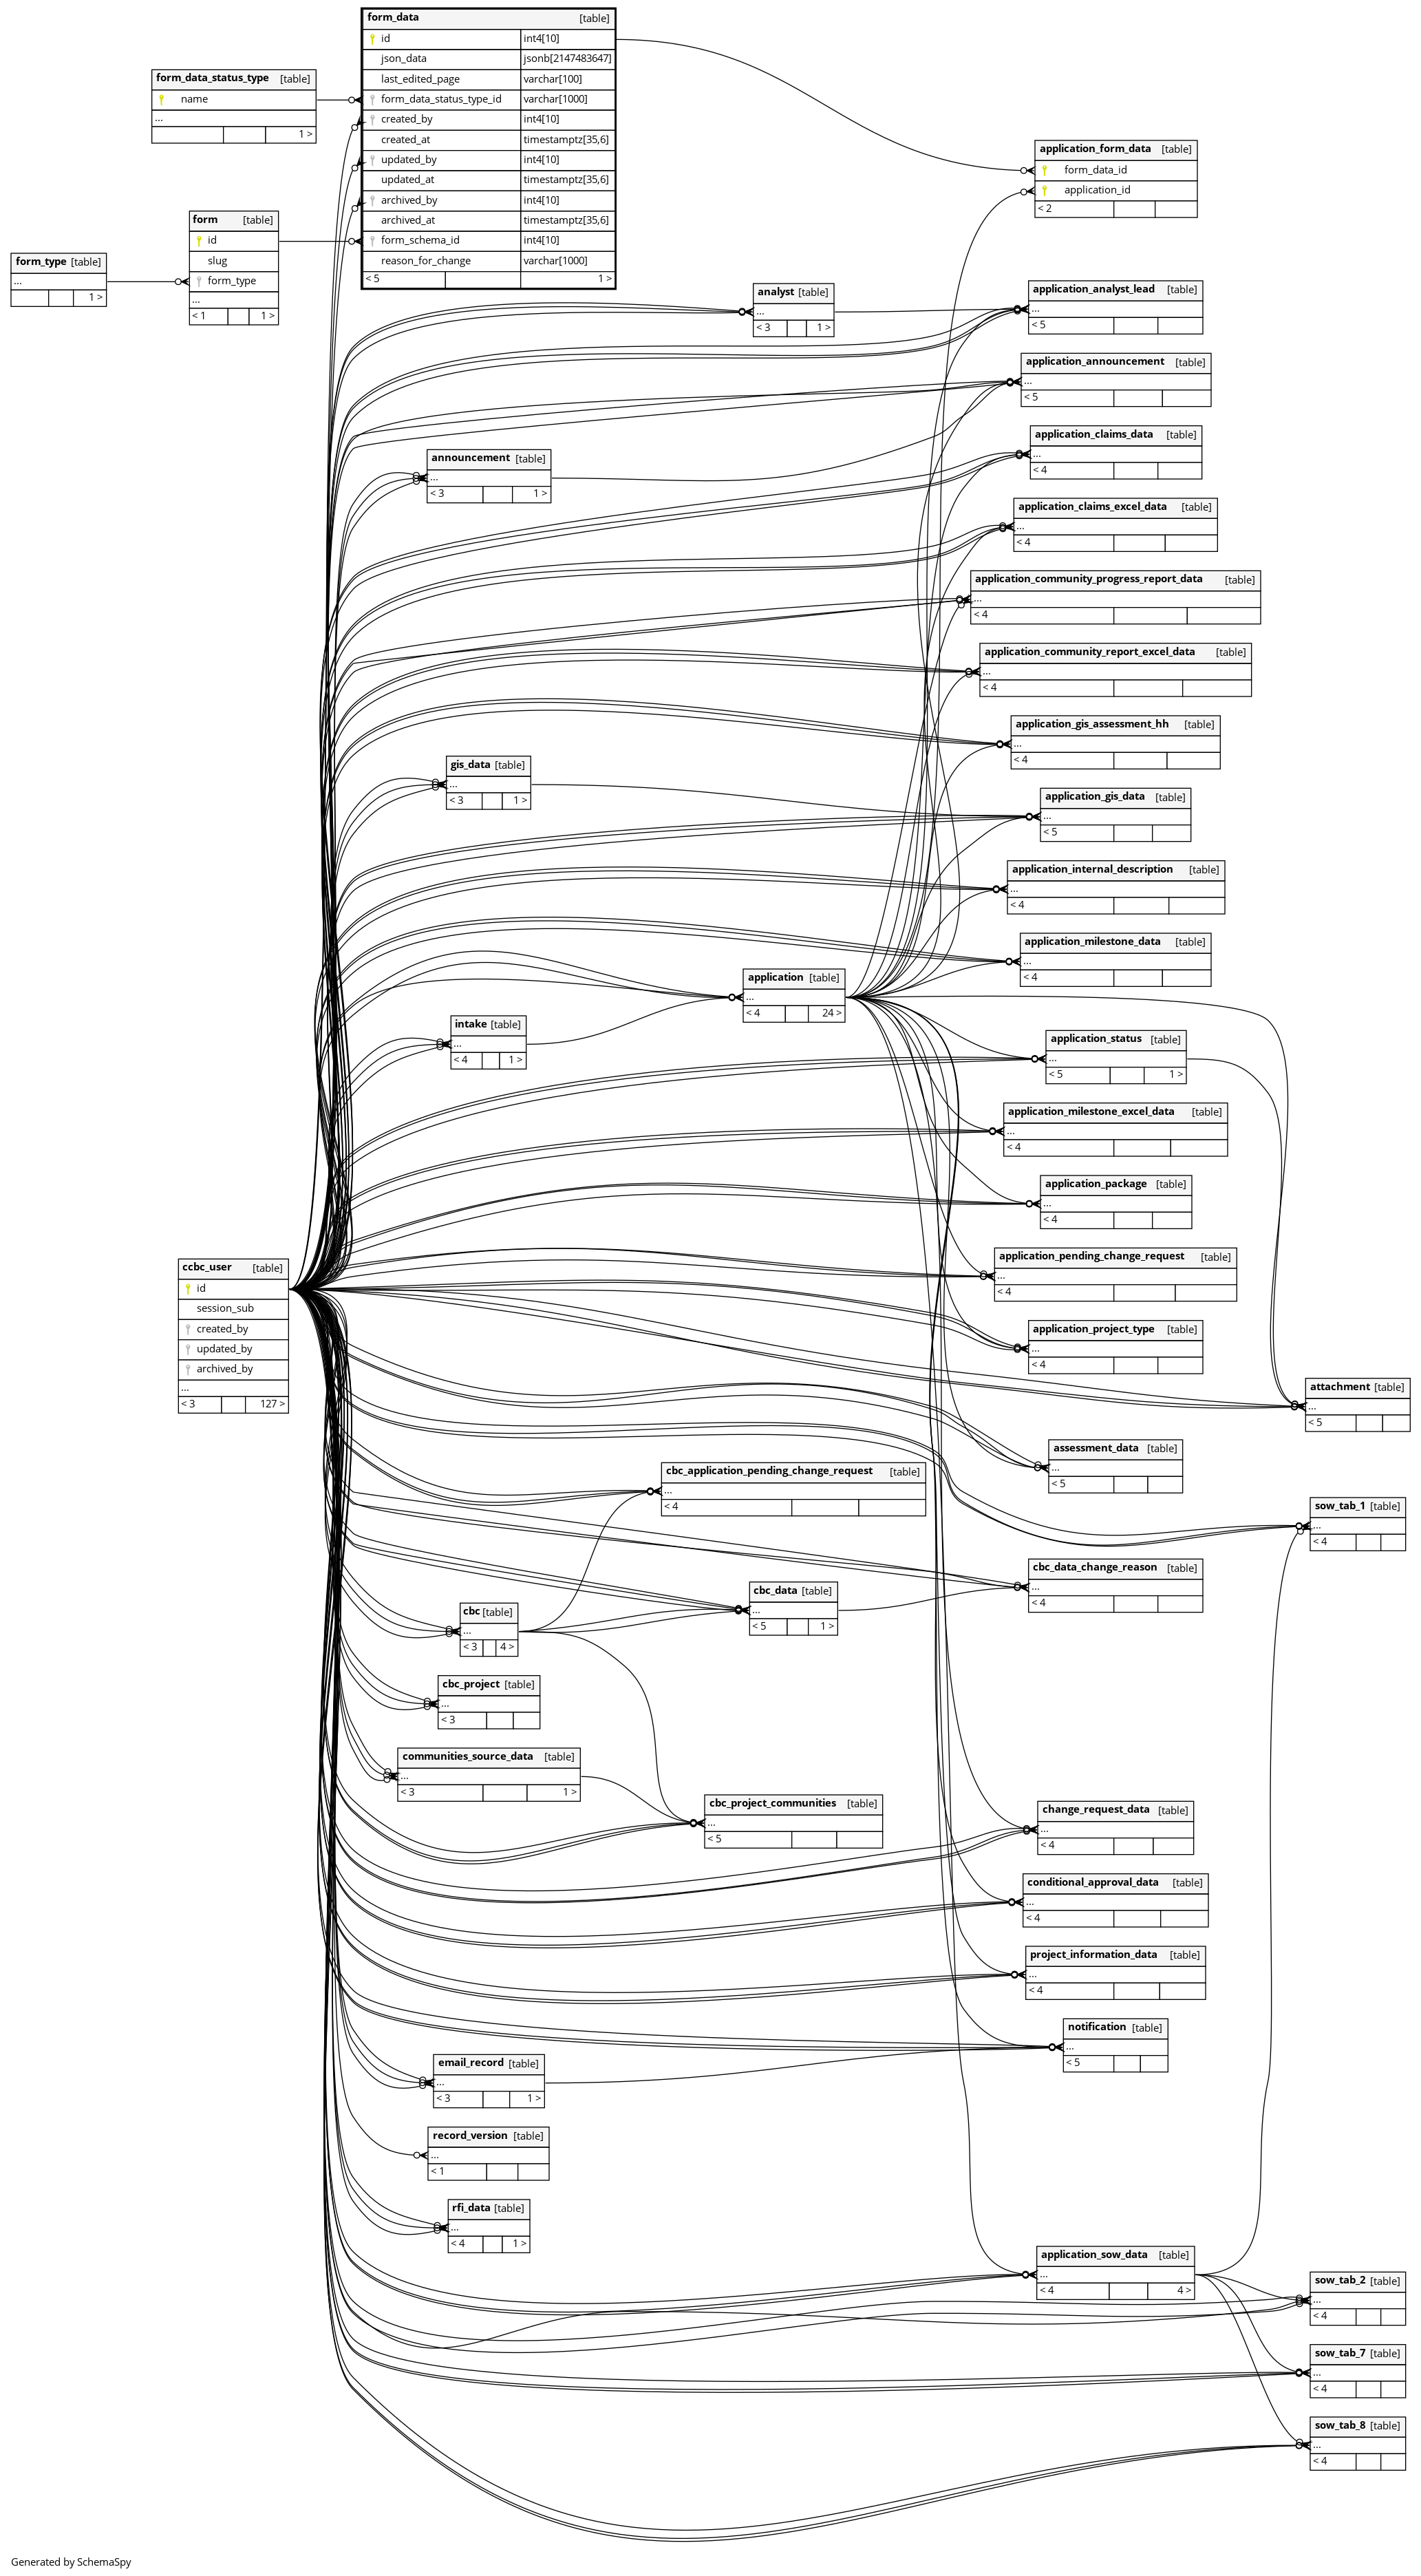 form_data [table]
id int4[10]
json_data jsonb[2147483647]
last_edited_page varchar[100]
form_data_status_type_id varchar[1000]
created_by int4[10]
created_at timestamptz[35,6]
updated_by int4[10]
updated_at timestamptz[35,6]
archived_by int4[10]
archived_at timestamptz[35,6]
form_schema_id int4[10]
reason_for_change varchar[1000]
< 5 1 >
form_data_status_type [table]
name
...
1 >
form [table]
id
slug
form_type
...
< 1 1 >
form_type [table]
...
1 >
application_form_data [table]
form_data_id
application_id
< 2
analyst [table]
...
< 3 1 >
application_analyst_lead [table]
...
< 5
application_announcement [table]
...
< 5
announcement [table]
...
< 3 1 >
application_claims_data [table]
...
< 4
application_claims_excel_data [table]
...
< 4
application_community_progress_report_data [table]
...
< 4
application_community_report_excel_data [table]
...
< 4
application_gis_assessment_hh [table]
...
< 4
gis_data [table]
...
< 3 1 >
application_gis_data [table]
...
< 5
application_internal_description [table]
...
< 4
application_milestone_data [table]
...
< 4
application [table]
...
< 4 24 >
intake [table]
...
< 4 1 >
application_status [table]
...
< 5 1 >
application_milestone_excel_data [table]
...
< 4
application_package [table]
...
< 4
application_pending_change_request [table]
...
< 4
ccbc_user [table]
id
session_sub
created_by
updated_by
archived_by
...
< 3 127 >
application_project_type [table]
...
< 4
attachment [table]
...
< 5
assessment_data [table]
...
< 5
cbc_application_pending_change_request [table]
...
< 4
sow_tab_1 [table]
...
< 4
cbc_data_change_reason [table]
...
< 4
cbc_data [table]
...
< 5 1 >
cbc [table]
...
< 3 4 >
cbc_project [table]
...
< 3
communities_source_data [table]
...
< 3 1 >
cbc_project_communities [table]
...
< 5
change_request_data [table]
...
< 4
conditional_approval_data [table]
...
< 4
project_information_data [table]
...
< 4
notification [table]
...
< 5
email_record [table]
...
< 3 1 >
record_version [table]
...
< 1
rfi_data [table]
...
< 4 1 >
application_sow_data [table]
...
< 4 4 >
sow_tab_2 [table]
...
< 4
sow_tab_7 [table]
...
< 4
sow_tab_8 [table]
...
< 4
Generated by SchemaSpy